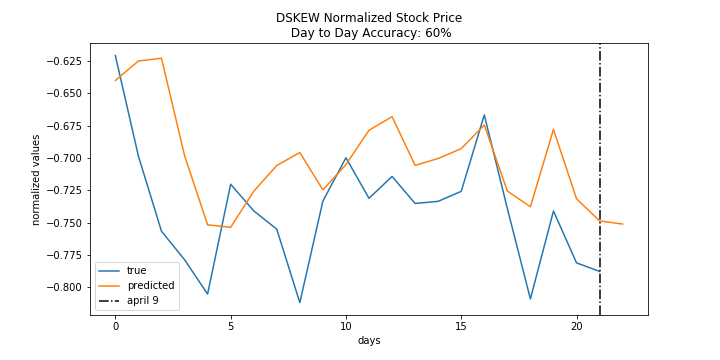 DSKEW Normalized Stock Price
Day to Day Accuracy: 60%
normalized values
−0.625
−0.650
−0.675
−0.700
−0.725
−0.750
−0.775
−0.800
true
predicted
april 9
0 5 10 15 20
days